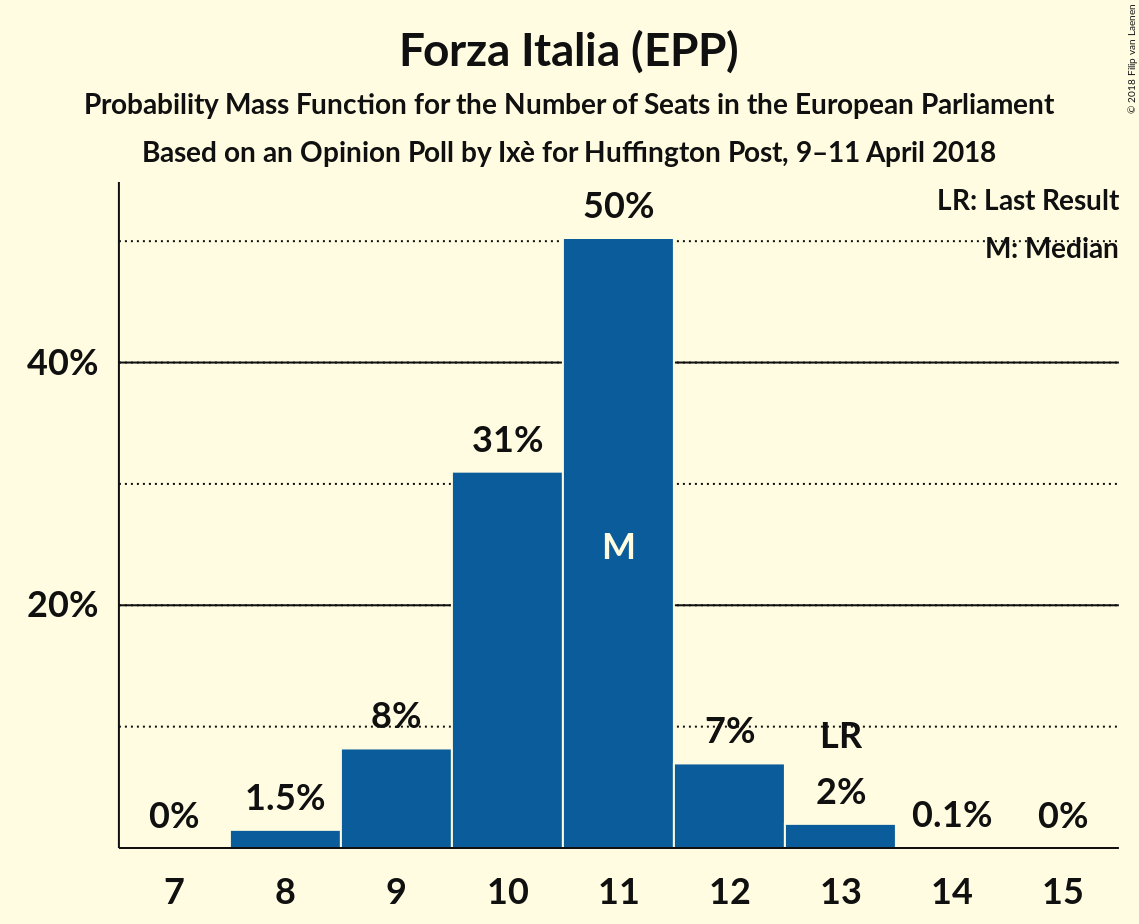 Forza Italia (EPP)
Probability Mass Function for the Number of Seats in the European Parliament
Based on an Opinion Poll by Ixè for Huffington Post, 9–11 April 2018
© 2018 Filip van Laenen
LR: Last Result
M: Median
40%
20%
0%
1.5%
8%
31%
50%
M
7%
LR
2%
0.1%
0%
7 8 9 10 11 12 13 14 15